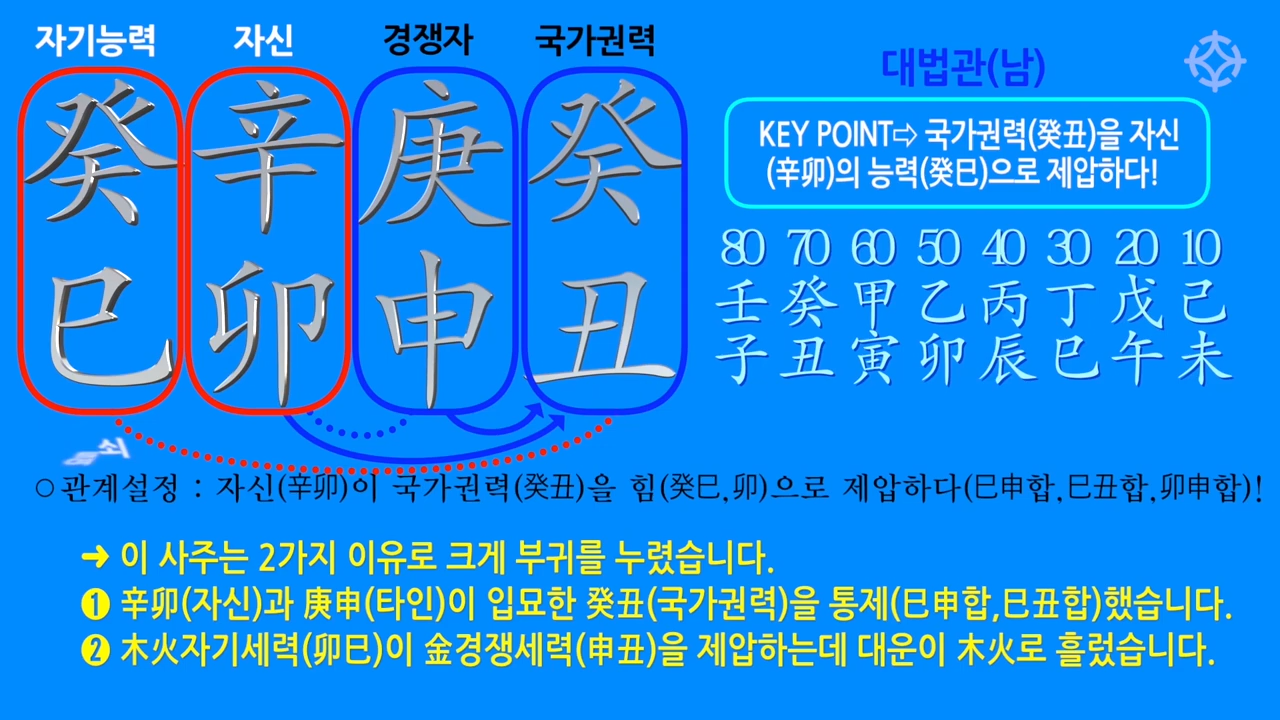 자기능력 자신 경쟁자 국가권력
癸 辛 庚 癸
巳 卯 申 丑
대법관(남)
KEY POINT⇨ 국가권력(癸丑)을 자신
(辛卯)의 능력(癸巳)으로 제압하다!
80 70 60 50 40 30 20 10
壬 癸 甲 乙 丙 丁 戊 己
子 丑 寅 卯 辰 巳 午 未
쇠
○관계설정 : 자신(辛卯)이 국가권력(癸丑)을 힘(癸巳,卯)으로 제압하다(巳申합,巳丑합,卯申합)!
➜ 이 사주는 2가지 이유로 크게 부귀를 누렸습니다.
❶ 辛卯(자신)과 庚申(타인)이 입묘한 癸丑(국가권력)을 통제(巳申합,巳丑합)했습니다.
❷ 木火자기세력(卯巳)이 金경쟁세력(申丑)을 제압하는데 대운이 木火로 흘렀습니다.